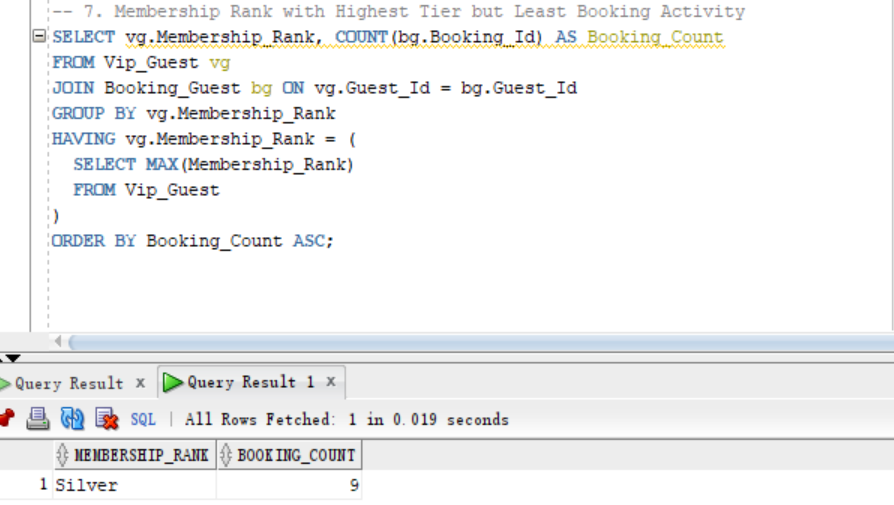 -- 7. Membership Rank with Highest Tier but Least Booking Activity
SELECT vg.Membership_Rank, COUNT(bg.Booking_Id) AS Booking_Count
FROM Vip_Guest vg
JOIN Booking_Guest bg ON vg.Guest_Id = bg.Guest_Id
GROUP BY vg.Membership_Rank
HAVING vg.Membership_Rank = (
SELECT MAX(Membership_Rank)
FROM Vip_Guest
)
ORDER BY Booking_Count ASC;
Query Result x Query Result 1 x
SQL | All Rows Fetched: 1 in 0.019 seconds
MEMBERSHIP_RANK BOOKING_COUNT
1 Silver 9